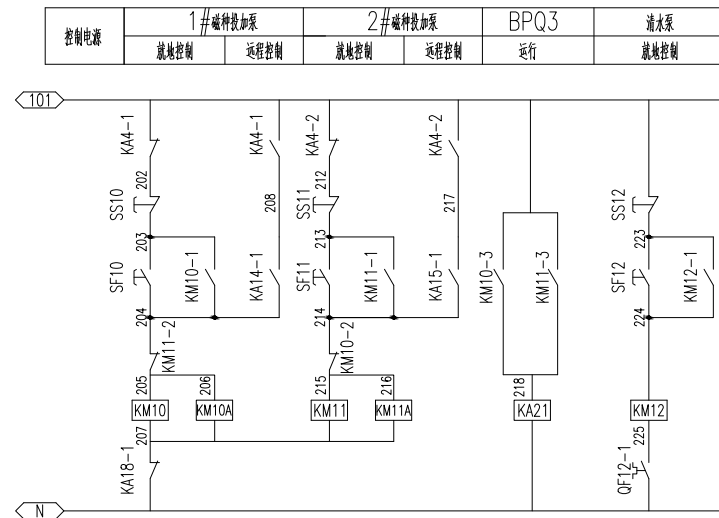 控制电源
1#磁种投加泵
2#磁种投加泵
BPQ3
清水泵
就地控制
远程控制
就地控制
远程控制
运行
就地控制
101
KA4-1
KA4-1
KA4-2
KA4-2
202
208
212
217
SS10
SS11
SS12
203
213
223
SF10
KM10-1
KA14-1
SF11
KM11-1
KA15-1
KM10-3
KM11-3
SF12
KM12-1
204
214
224
KM11-2
KM10-2
205
206
215
216
218
KM10
KM10A
KM11
KM11A
KA21
KM12
207
225
KA18-1
QF12-1
N